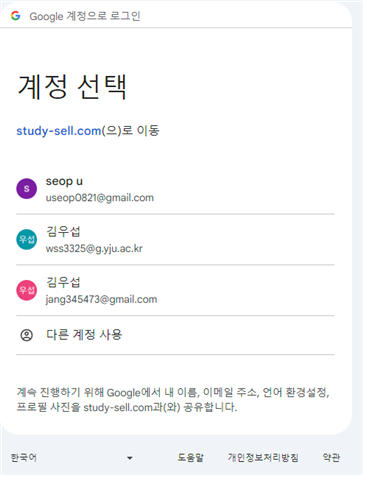 Google 계정으로 로그인
계정 선택
study-sell.com(으)로 이동
s
seop u
useop0821@gmail.com
우섭
김우섭
wss3325@g.yju.ac.kr
우섭
김우섭
jang345473@gmail.com
다른 계정 사용
계속 진행하기 위해 Google에서 내 이름, 이메일 주소, 언어 환경설정,
프로필 사진을 study-sell.com과(와) 공유합니다.
한국어 도움말 개인정보처리방침 약관